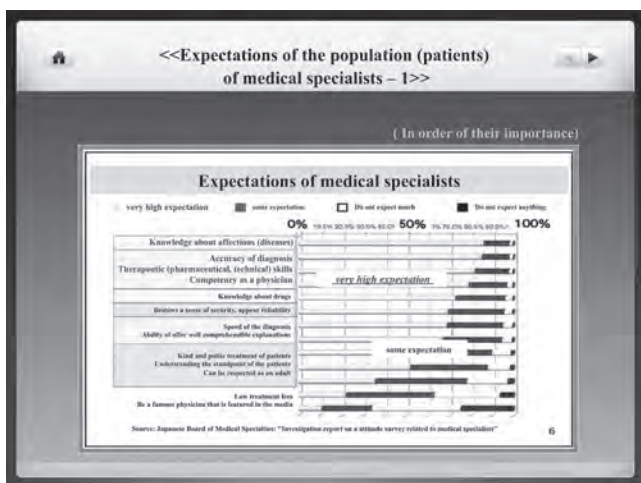 <<Expectations of the population (patients)
of medical specialists – 1>>
( In order of their importance)
Expectations of medical specialists
very high expectation some expectation Do not expect much Do not expect anything
0% 50% 100%
Knowledge about affections (diseases)
Accuracy of diagnosis
Therapeutic (pharmaceutical, technical) skills
Competency as a physician
very high expectation
Knowledge about drugs
Bestows a sense of security, appear reliability
Speed of the diagnosis
Ability of offer well comprehensible explanations
some expectation
Kind and polite treatment of patients
Understanding the standpoint of the patients
Can be respected as an adult
Low treatment fees
Be a famous physician that is featured in the media
Source: Japanese Board of Medical Specialties: "Investigation report on a attitude survey related to medical specialists"
6